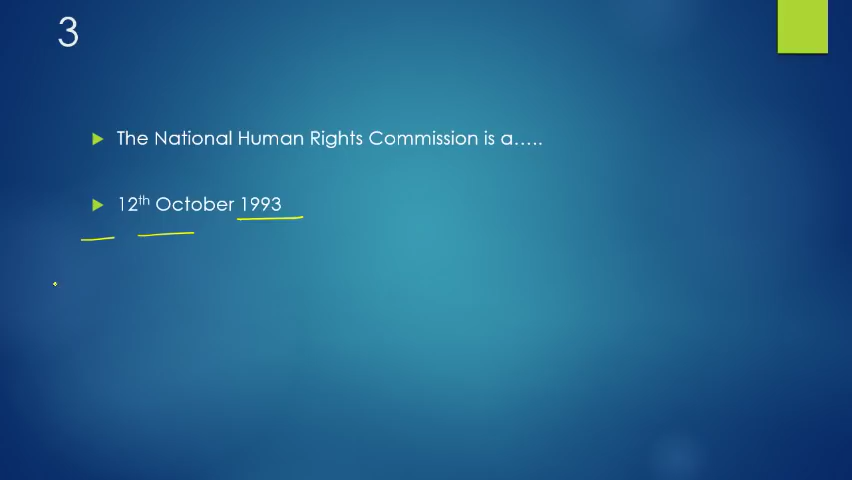 3
The National Human Rights Commission is a.....
12th October 1993